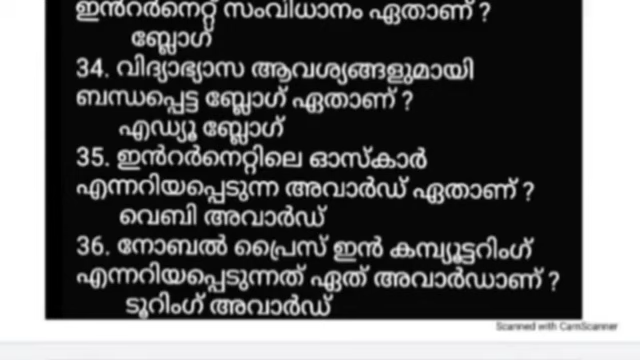 ഇൻറർനെറ്റ് സംവിധാനം ഏതാണ് ?
ബ്ലോഗ്
34. വിദ്യാഭ്യാസ ആവശ്യങ്ങളുമായി
ബന്ധപ്പെട്ട ബ്ലോഗ് ഏതാണ് ?
എഡ്യൂ ബ്ലോഗ്
35. ഇൻറർനെറ്റിലെ ഓസ്കാർ
എന്നറിയപ്പെടുന്ന അവാർഡ് ഏതാണ് ?
വെബി അവാർഡ്
36. നോബൽ പ്രൈസ് ഇൻ കമ്പ്യൂട്ടറിംഗ്
എന്നറിയപ്പെടുന്നത് ഏത് അവാർഡാണ് ?
ടൂറിംഗ് അവാർഡ്
Scanned with CamScanner